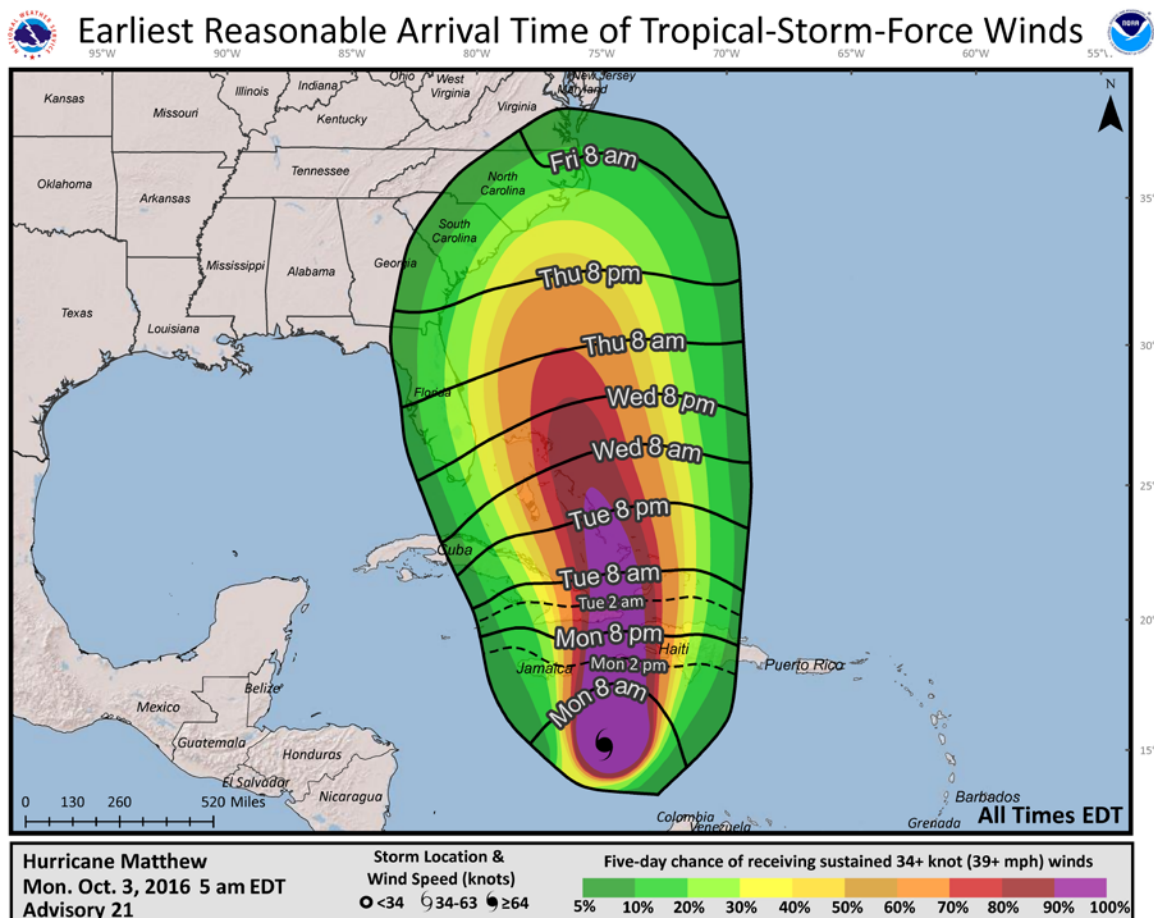 Earliest Reasonable Arrival Time of Tropical-Storm-Force Winds
NATIONAL WEATHER SERVICE
NOAA
95°W 90°W 85°W 80°W 75°W 70°W 65°W 60°W 55°
N
Kansas
Missouri
Illinois
Indiana
Ohio
West Virginia
New Jersey
Maryland
Virginia
Kentucky
Fri 8 am
Oklahoma
Tennessee
North Carolina
Arkansas
35°
South Carolina
Mississippi
Alabama
Georgia
Thu 8 pm
Texas
Louisiana
Thu 8 am
30°
Florida
Wed 8 pm
Wed 8 am
25°
Tue 8 pm
Cuba
Tue 8 am
Tue 2 am
20°
Mon 8 pm
Haiti
Jamaica
Mon 2 pm
Puerto Rico
Mon 8 am
Belize
Mexico
Guatemala
Honduras
15°
El Salvador
Nicaragua
Barbados
Grenada
Colombia
Venezuela
0 130 260 520 Miles
All Times EDT
Hurricane Matthew
Mon. Oct. 3, 2016 5 am EDT
Advisory 21
Storm Location &
Wind Speed (knots)
<34 34-63 ≥64
Five-day chance of receiving sustained 34+ knot (39+ mph) winds
5% 10% 20% 30% 40% 50% 60% 70% 80% 90% 100%